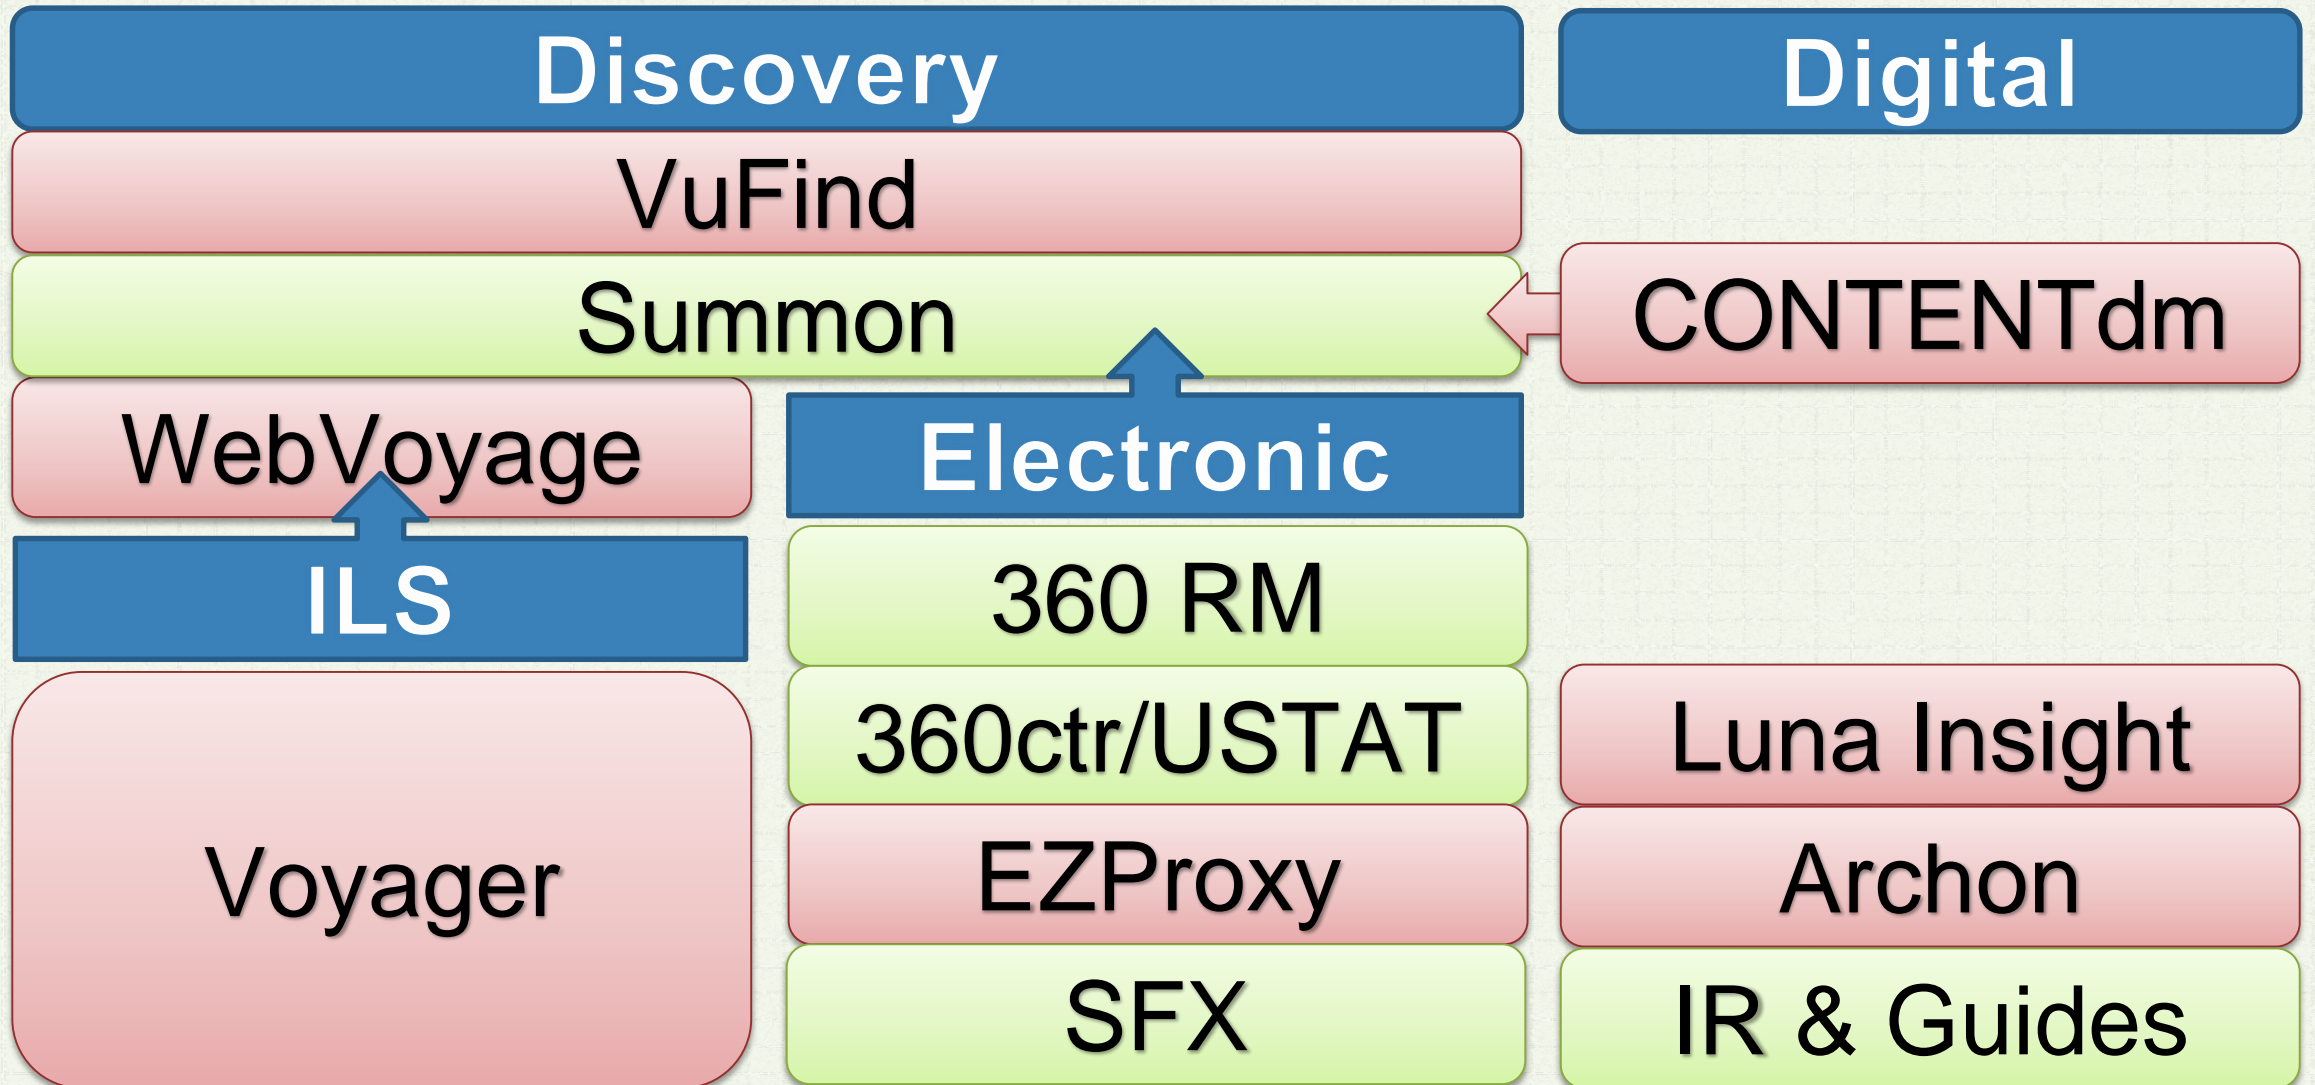 Discovery
Digital
VuFind
Summon
CONTENTdm
WebVoyage
Electronic
ILS
360 RM
360ctr/USTAT
Luna Insight
Voyager
EZProxy
Archon
SFX
IR & Guides